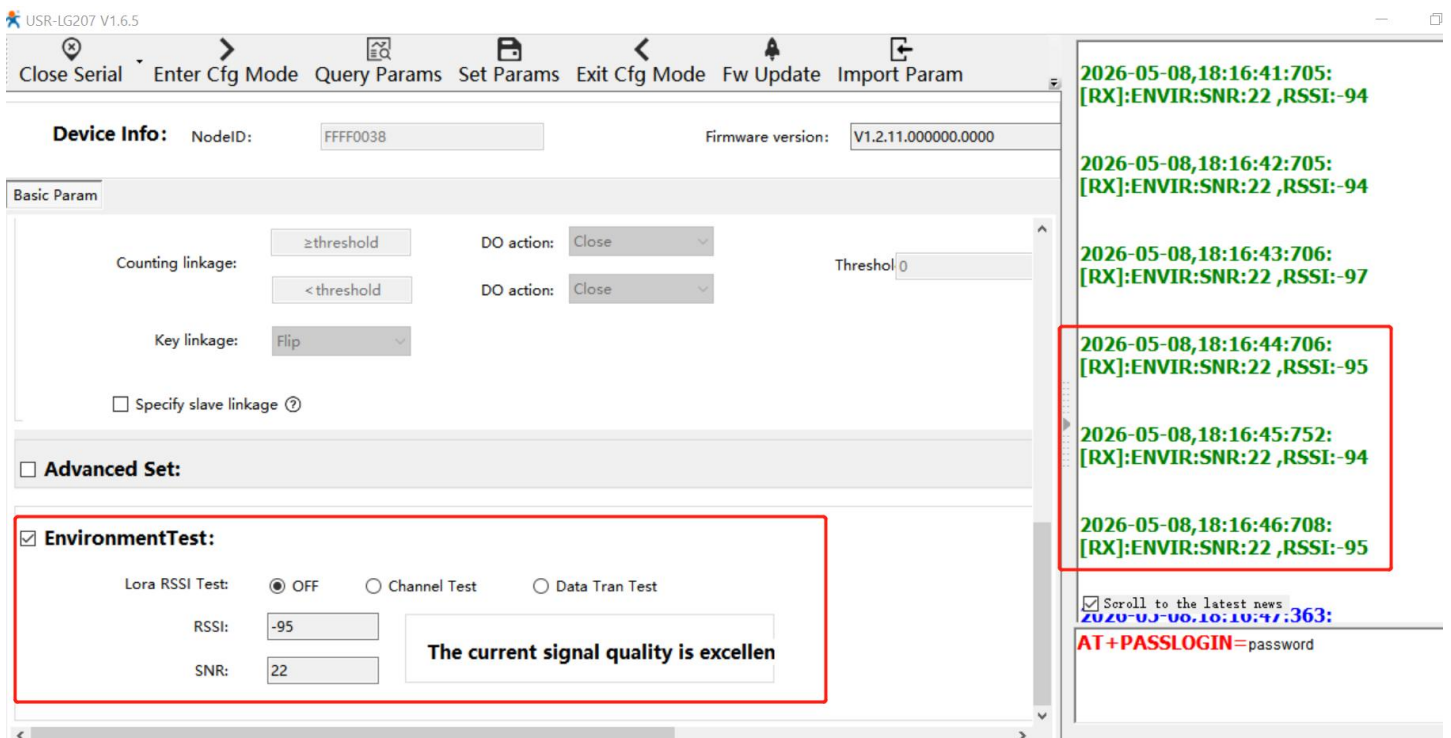 USR-LG207 V1.6.5
Close Serial Enter Cfg Mode Query Params Set Params Exit Cfg Mode Fw Update Import Param
Device Info: NodeID: FFFF0038 Firmware version: V1.2.11.000000.0000
Basic Param
≥threshold DO action: Close
Counting linkage: Threshol 0
<threshold DO action: Close
Key linkage: Flip
Specify slave linkage ?
Advanced Set:
EnvironmentTest:
Lora RSSI Test: OFF Channel Test Data Tran Test
RSSI: -95
The current signal quality is excellen
SNR: 22
2026-05-08,18:16:41:705:
[RX]:ENVIR:SNR:22 ,RSSI:-94
2026-05-08,18:16:42:705:
[RX]:ENVIR:SNR:22 ,RSSI:-94
2026-05-08,18:16:43:706:
[RX]:ENVIR:SNR:22 ,RSSI:-97
2026-05-08,18:16:44:706:
[RX]:ENVIR:SNR:22 ,RSSI:-95
2026-05-08,18:16:45:752:
[RX]:ENVIR:SNR:22 ,RSSI:-94
2026-05-08,18:16:46:708:
[RX]:ENVIR:SNR:22 ,RSSI:-95
Scroll to the latest news
2026-05-08,18:16:47:363:
AT+PASSLOGIN=password